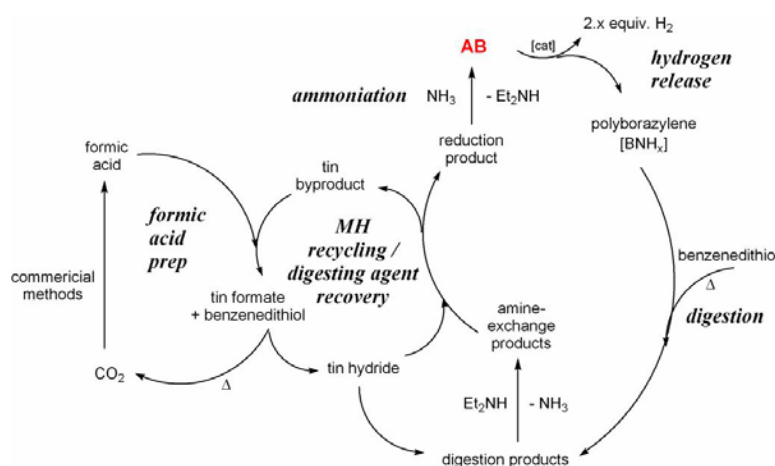 2.x equiv. H2
AB
[cat]
hydrogen
release
ammoniation
NH3
- Et2NH
polyborazylene
[BNHx]
reduction
product
formic
acid
tin
byproduct
formic
acid
prep
MH
recycling /
digesting agent
recovery
commericial
methods
benzenedithio
Δ
digestion
tin formate
+ benzenedithiol
amine-
exchange
products
CO2
Δ
tin hydride
Et2NH
- NH3
digestion products